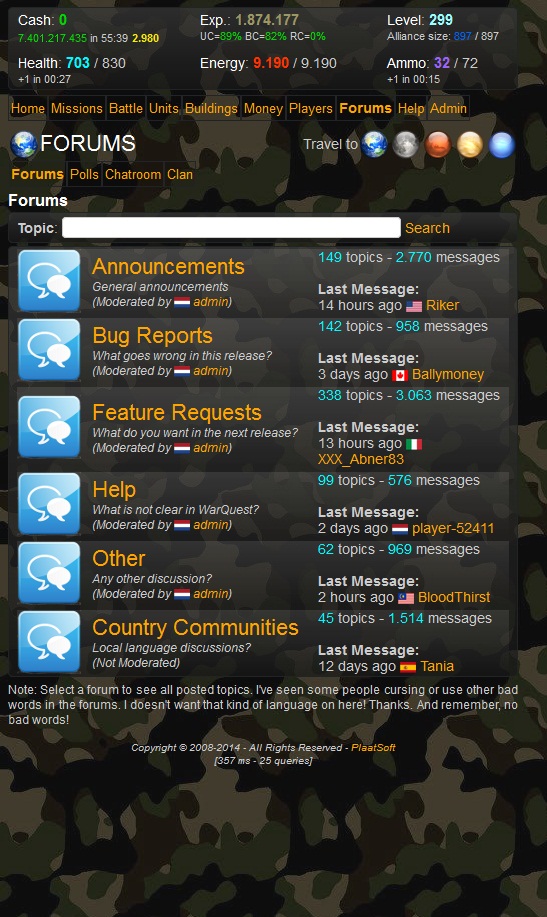 Cash: 0 Exp.: 1.874.177 Level: 299
7.401.217.435 in 55:39 2.980 UC=89% BC=82% RC=0% Alliance size: 897 / 897
Health: 703 / 830 Energy: 9.190 / 9.190 Ammo: 32 / 72
+1 in 00:27 +1 in 00:15
Home Missions Battle Units Buildings Money Players Forums Help Admin
FORUMS Travel to
Forums Polls Chatroom Clan
Forums
Topic: Search
Announcements
General announcements
(Moderated by admin)
149 topics - 2.770 messages
Last Message:
14 hours ago Riker
Bug Reports
What goes wrong in this release?
(Moderated by admin)
142 topics - 958 messages
Last Message:
3 days ago Ballymoney
Feature Requests
What do you want in the next release?
(Moderated by admin)
338 topics - 3.063 messages
Last Message:
13 hours ago
XXX_Abner83
Help
What is not clear in WarQuest?
(Moderated by admin)
99 topics - 576 messages
Last Message:
2 days ago player-52411
Other
Any other discussion?
(Moderated by admin)
62 topics - 969 messages
Last Message:
2 hours ago BloodThirst
Country Communities
Local language discussions?
(Not Moderated)
45 topics - 1.514 messages
Last Message:
12 days ago Tania
Note: Select a forum to see all posted topics. I've seen some people cursing or use other bad
words in the forums. I doesn't want that kind of language on here! Thanks. And remember, no
bad words!
Copyright © 2008-2014 - All Rights Reserved - PlaatSoft
[357 ms - 25 queries]